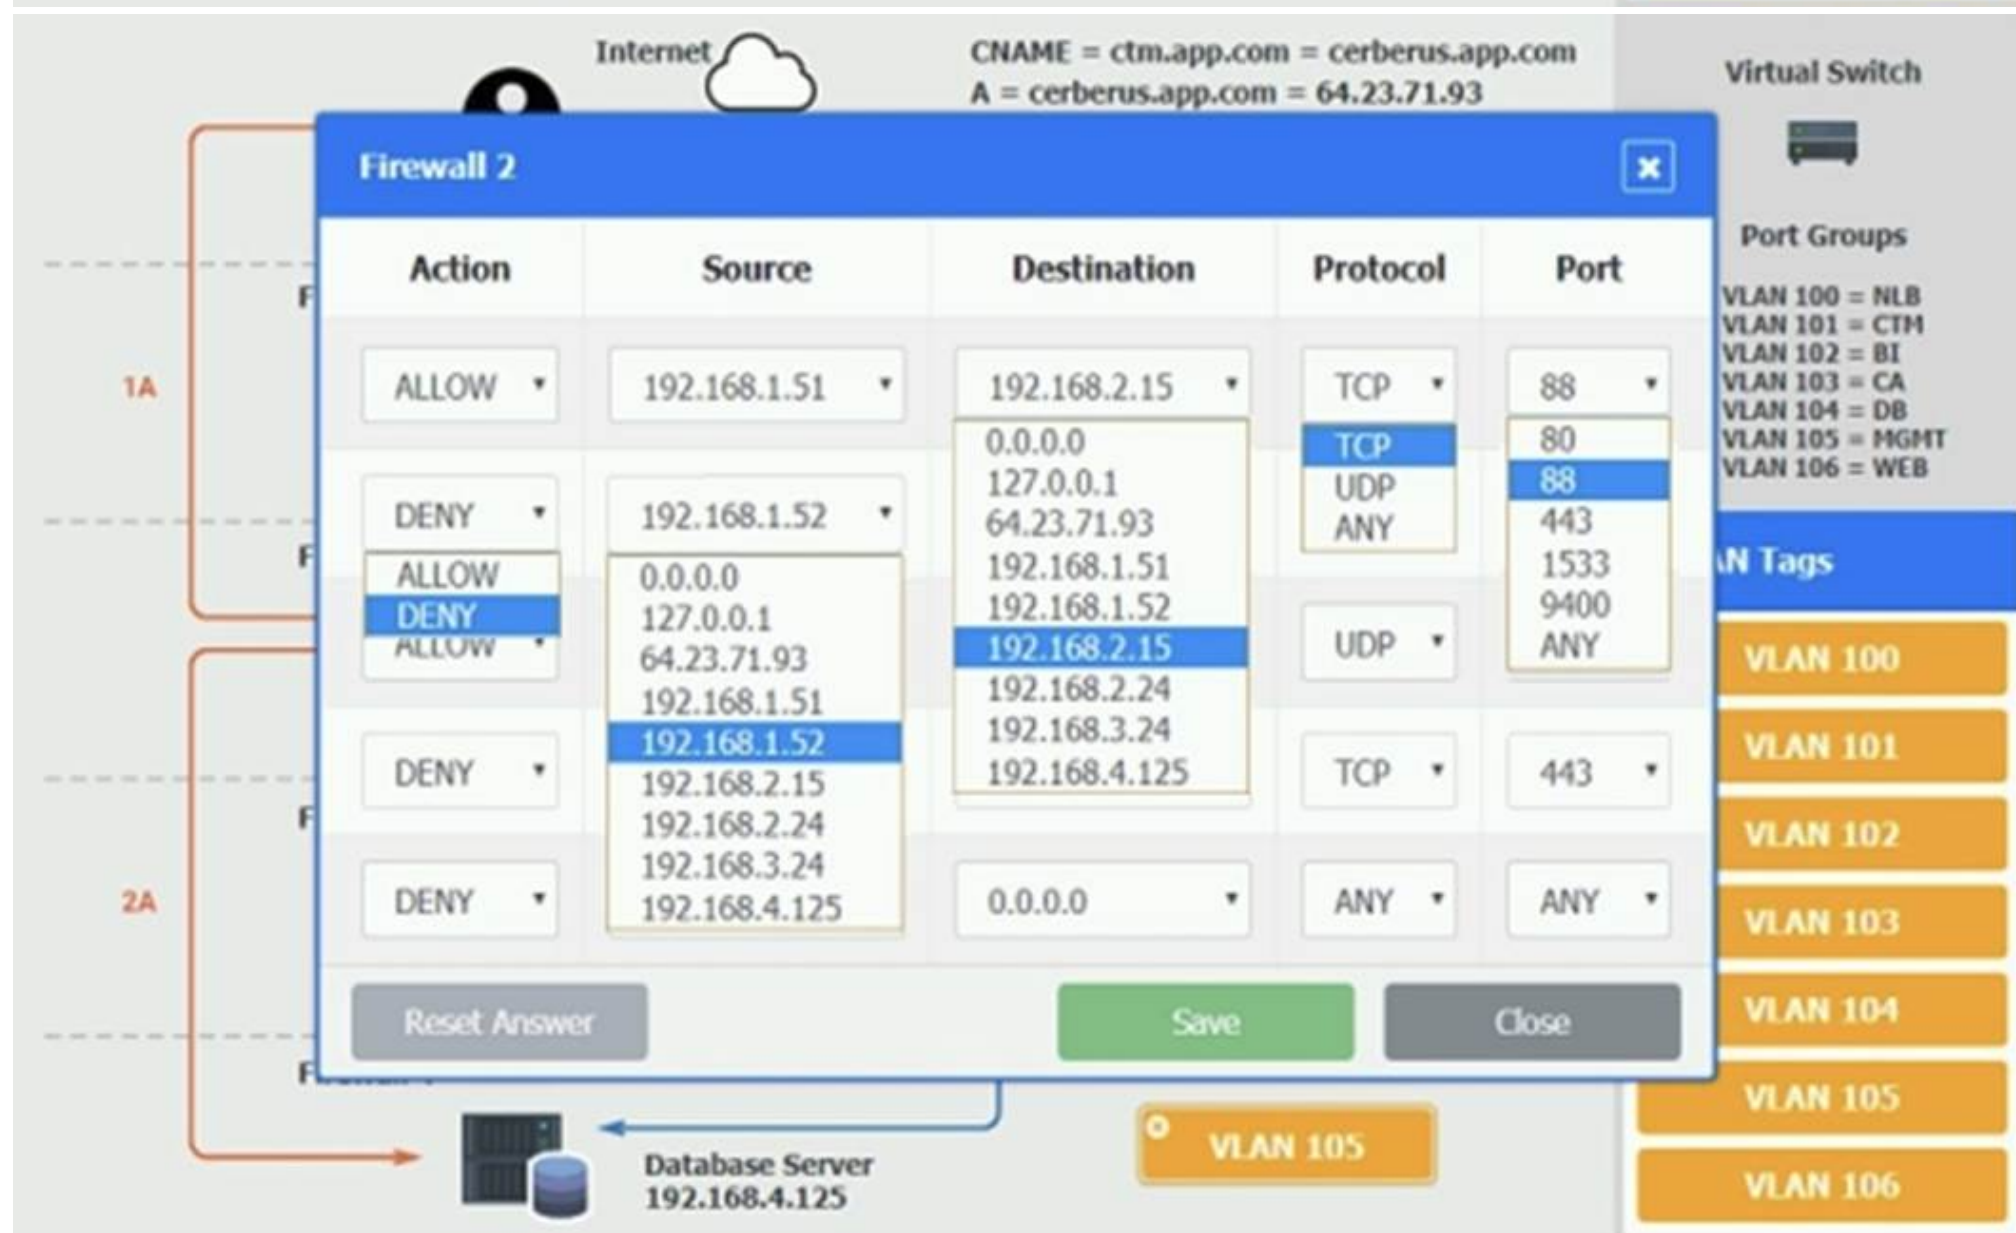 Internet
CNAME = ctm.app.com = cerberus.app.com
A = cerberus.app.com = 64.23.71.93
Virtual Switch
Port Groups
VLAN 100 = NLB
VLAN 101 = CTM
VLAN 102 = BI
VLAN 103 = CA
VLAN 104 = DB
VLAN 105 = MGMT
VLAN 106 = WEB
1A
2A
Firewall 2
Action Source Destination Protocol Port
ALLOW 192.168.1.51 192.168.2.15 TCP 88
DENY 192.168.1.52
ALLOW
DENY
ALLOW
0.0.0.0
127.0.0.1
64.23.71.93
192.168.1.51
192.168.1.52
192.168.2.15
192.168.2.24
192.168.3.24
192.168.4.125
0.0.0.0
127.0.0.1
64.23.71.93
192.168.1.51
192.168.1.52
192.168.2.15
192.168.2.24
192.168.3.24
192.168.4.125
TCP
UDP
ANY
80
88
443
1533
9400
ANY
UDP
DENY TCP 443
DENY 0.0.0.0 ANY ANY
Reset Answer Save Close
N Tags
VLAN 100
VLAN 101
VLAN 102
VLAN 103
VLAN 104
VLAN 105
VLAN 106
Database Server
192.168.4.125
VLAN 105